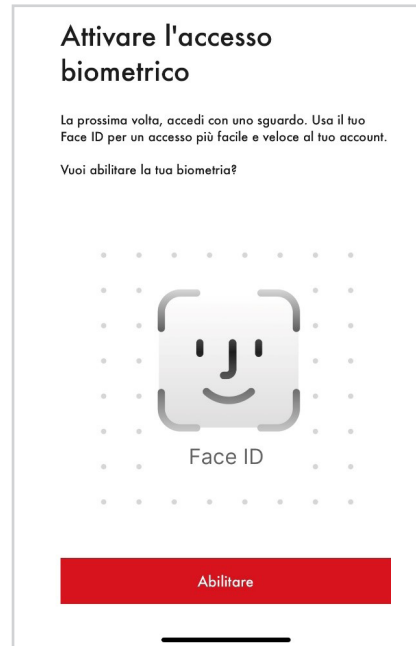 Attivare l'accesso
biometrico
La prossima volta, accedi con uno sguardo. Usa il tuo
Face ID per un accesso più facile e veloce al tuo account.
Vuoi abilitare la tua biometria?
Face ID
Abilitare